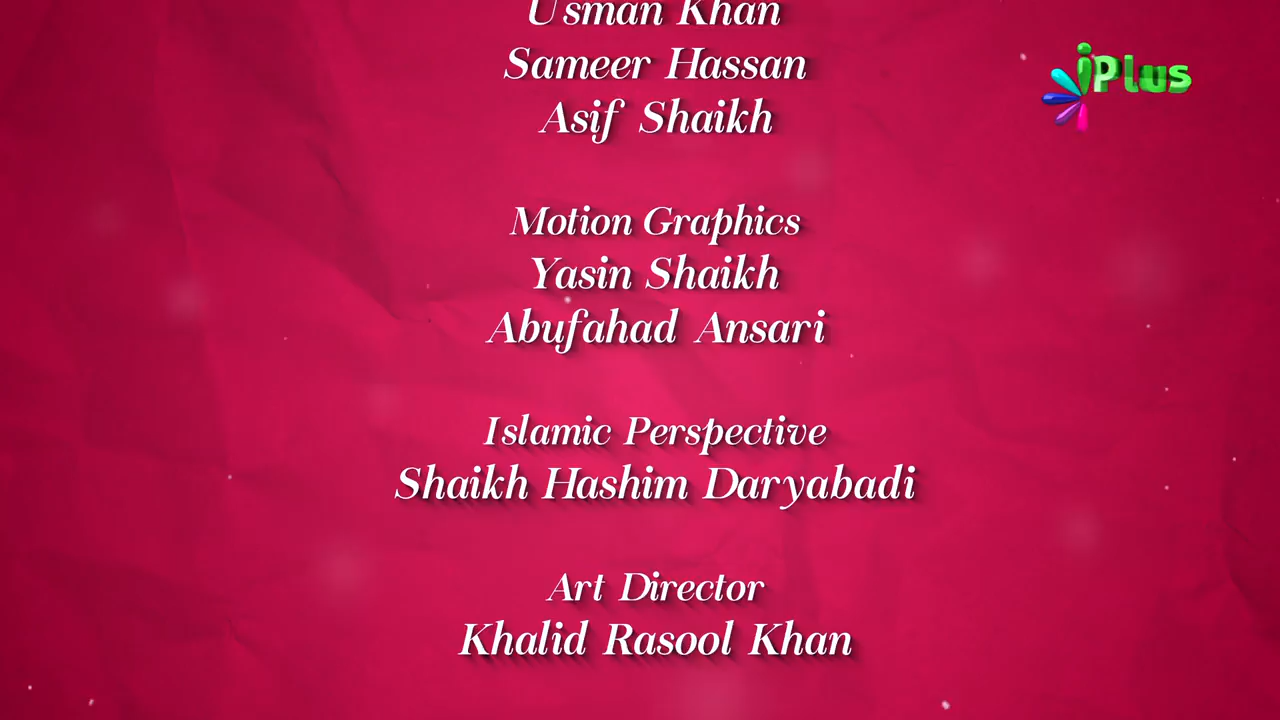 Usman Khan
Sameer Hassan
iPlus
Asif Shaikh
Motion Graphics
Yasin Shaikh
Abufahad Ansari
Islamic Perspective
Shaikh Hashim Daryabadi
Art Director
Khalid Rasool Khan